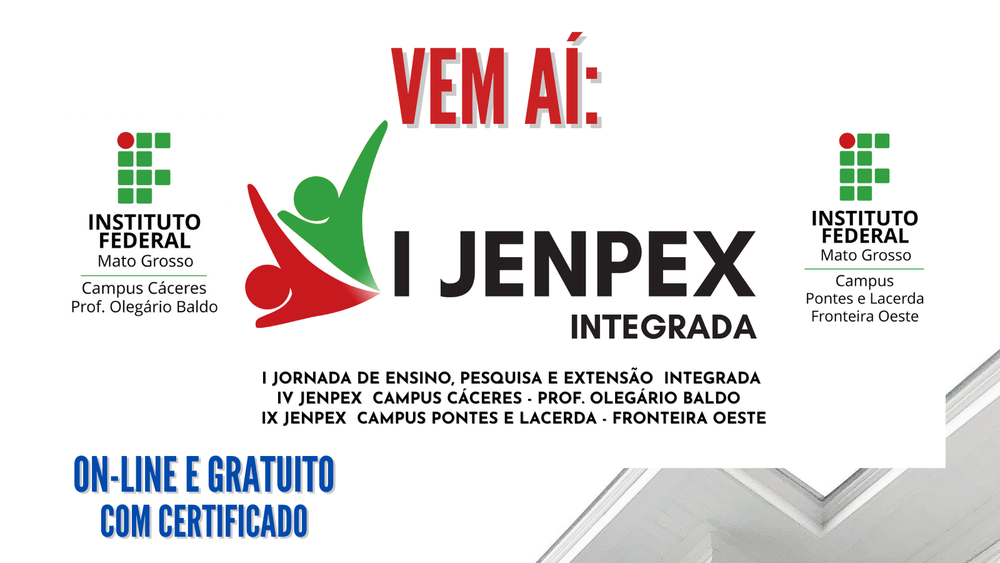 VEM AÍ:
INSTITUTO
FEDERAL
Mato Grosso
Campus Cáceres
Prof. Olegário Baldo
I JENPEX
INTEGRADA
INSTITUTO
FEDERAL
Mato Grosso
Campus
Pontes e Lacerda
Fronteira Oeste
I JORNADA DE ENSINO, PESQUISA E EXTENSÃO INTEGRADA
IV JENPEX CAMPUS CÁCERES - PROF. OLEGÁRIO BALDO
IX JENPEX CAMPUS PONTES E LACERDA - FRONTEIRA OESTE
ON-LINE E GRATUITO
COM CERTIFICADO